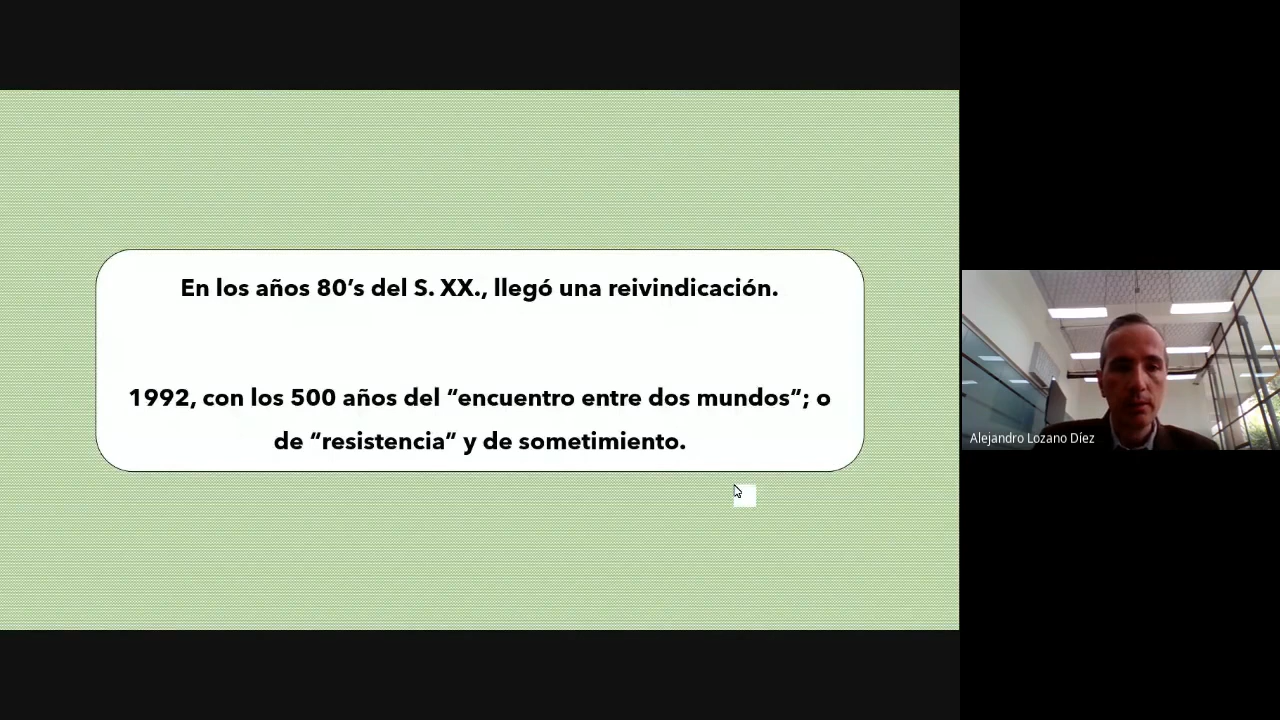 En los años 80’s del S. XX., llegó una reivindicación.
1992, con los 500 años del “encuentro entre dos mundos”; o
de “resistencia” y de sometimiento.
Alejandro Lozano Díez